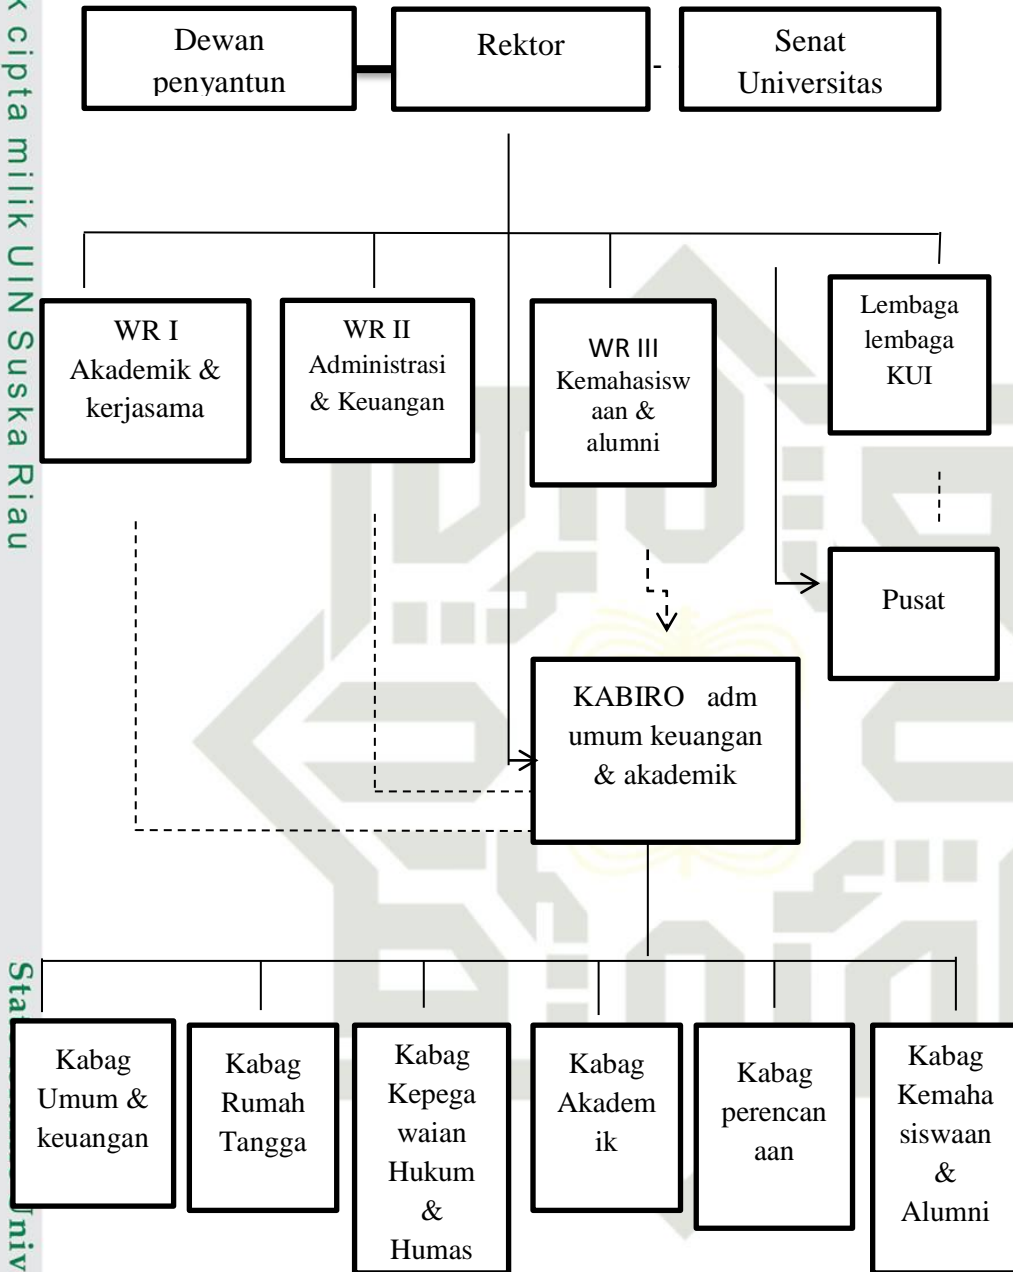 k cipta milik UIN Suska Riau
Dewan
penyantun
Rektor
-
Senat
Universitas
WR I
Akademik &
kerjasama
WR II
Administrasi
& Keuangan
WR III
Kemahasisw
aan &
alumni
Lembaga
lembaga
KUI
Pusat
KABIRO adm
umum keuangan
& akademik
Kabag
Umum &
keuangan
Kabag
Rumah
Tangga
Kabag
Kepega
waian
Hukum
&
Humas
Kabag
Akadem
ik
Kabag
perencan
aan
Kabag
Kemaha
siswaan
&
Alumni